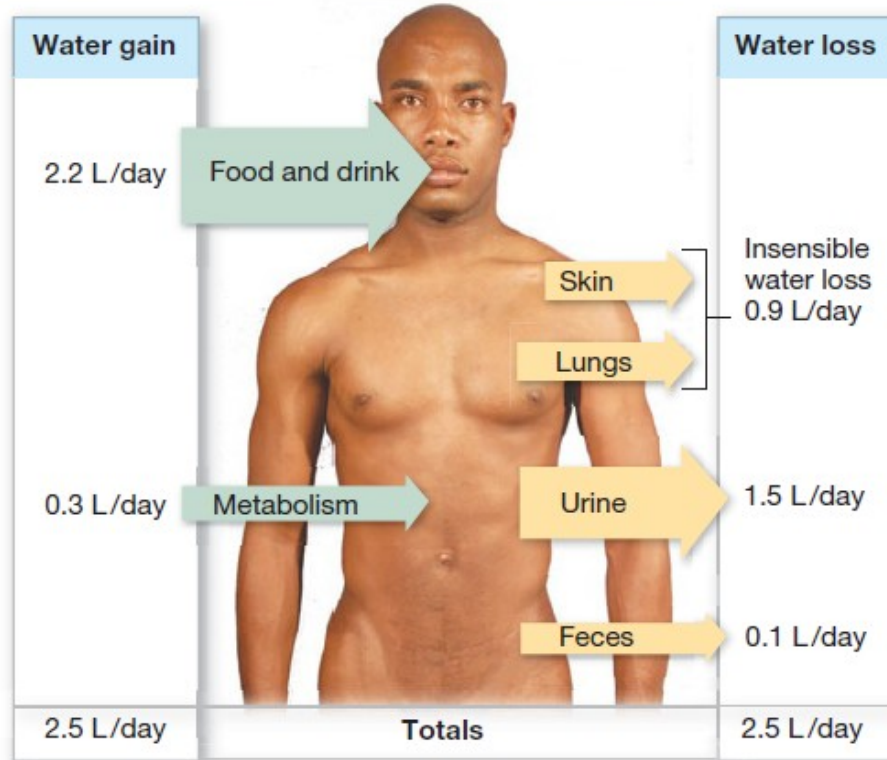 Water gain
Water loss
2.2 L/day
Food and drink
Skin
Lungs
Insensible
water loss
0.9 L/day
0.3 L/day
Metabolism
Urine
1.5 L/day
Feces
0.1 L/day
2.5 L/day
Totals
2.5 L/day